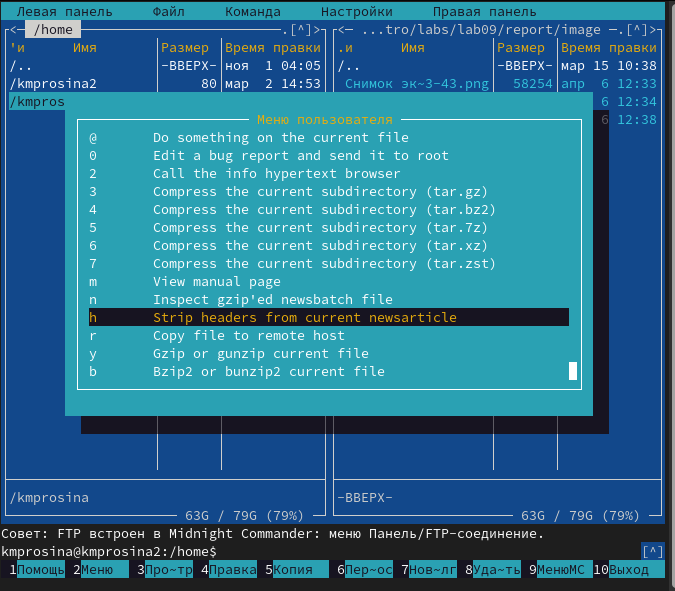 Левая панель Файл Команда Настройки Правая панель
<─ /home .[^]> <─ ...tro/labs/lab09/report/image ─.[^]>
'и Имя Размер Время правки .и Имя Размер Время правки
/.. -ВВЕРХ- ноя 1 04:05 /.. -ВВЕРХ- мар 15 10:38
/kmprosina2 80 мар 2 14:53 Снимок эк~3-43.png 58254 апр 6 12:33
/kmpros 6 12:34
Меню пользователя 6 12:38
@ Do something on the current file
0 Edit a bug report and send it to root
2 Call the info hypertext browser
3 Compress the current subdirectory (tar.gz)
4 Compress the current subdirectory (tar.bz2)
5 Compress the current subdirectory (tar.7z)
6 Compress the current subdirectory (tar.xz)
7 Compress the current subdirectory (tar.zst)
m View manual page
n Inspect gzip'ed newsbatch file
h Strip headers from current newsarticle
r Copy file to remote host
y Gzip or gunzip current file
b Bzip2 or bunzip2 current file
/kmprosina -ВВЕРХ-
63G / 79G (79%) 63G / 79G (79%)
Совет: FTP встроен в Midnight Commander: меню Панель/FTP-соединение.
kmprosina@kmprosina2:/home$ [^]
1Помощь 2Меню 3Про~тр 4Правка 5Копия 6Пер~ос 7Нов~лг 8Уда~ть 9МенюМС 10Выход